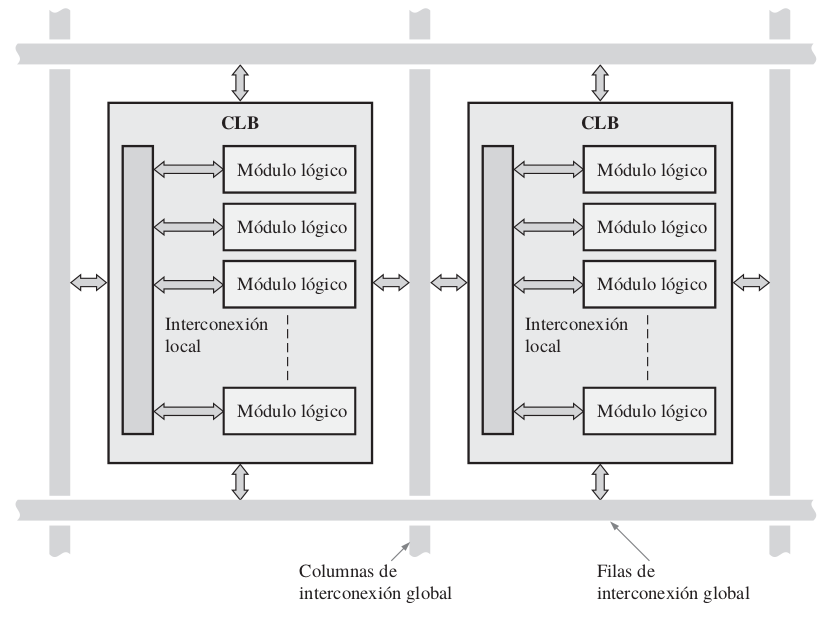 CLB
Módulo lógico
Módulo lógico
Módulo lógico
Interconexión
local
Módulo lógico
CLB
Módulo lógico
Módulo lógico
Módulo lógico
Interconexión
local
Módulo lógico
Columnas de
interconexión global
Filas de
interconexión global